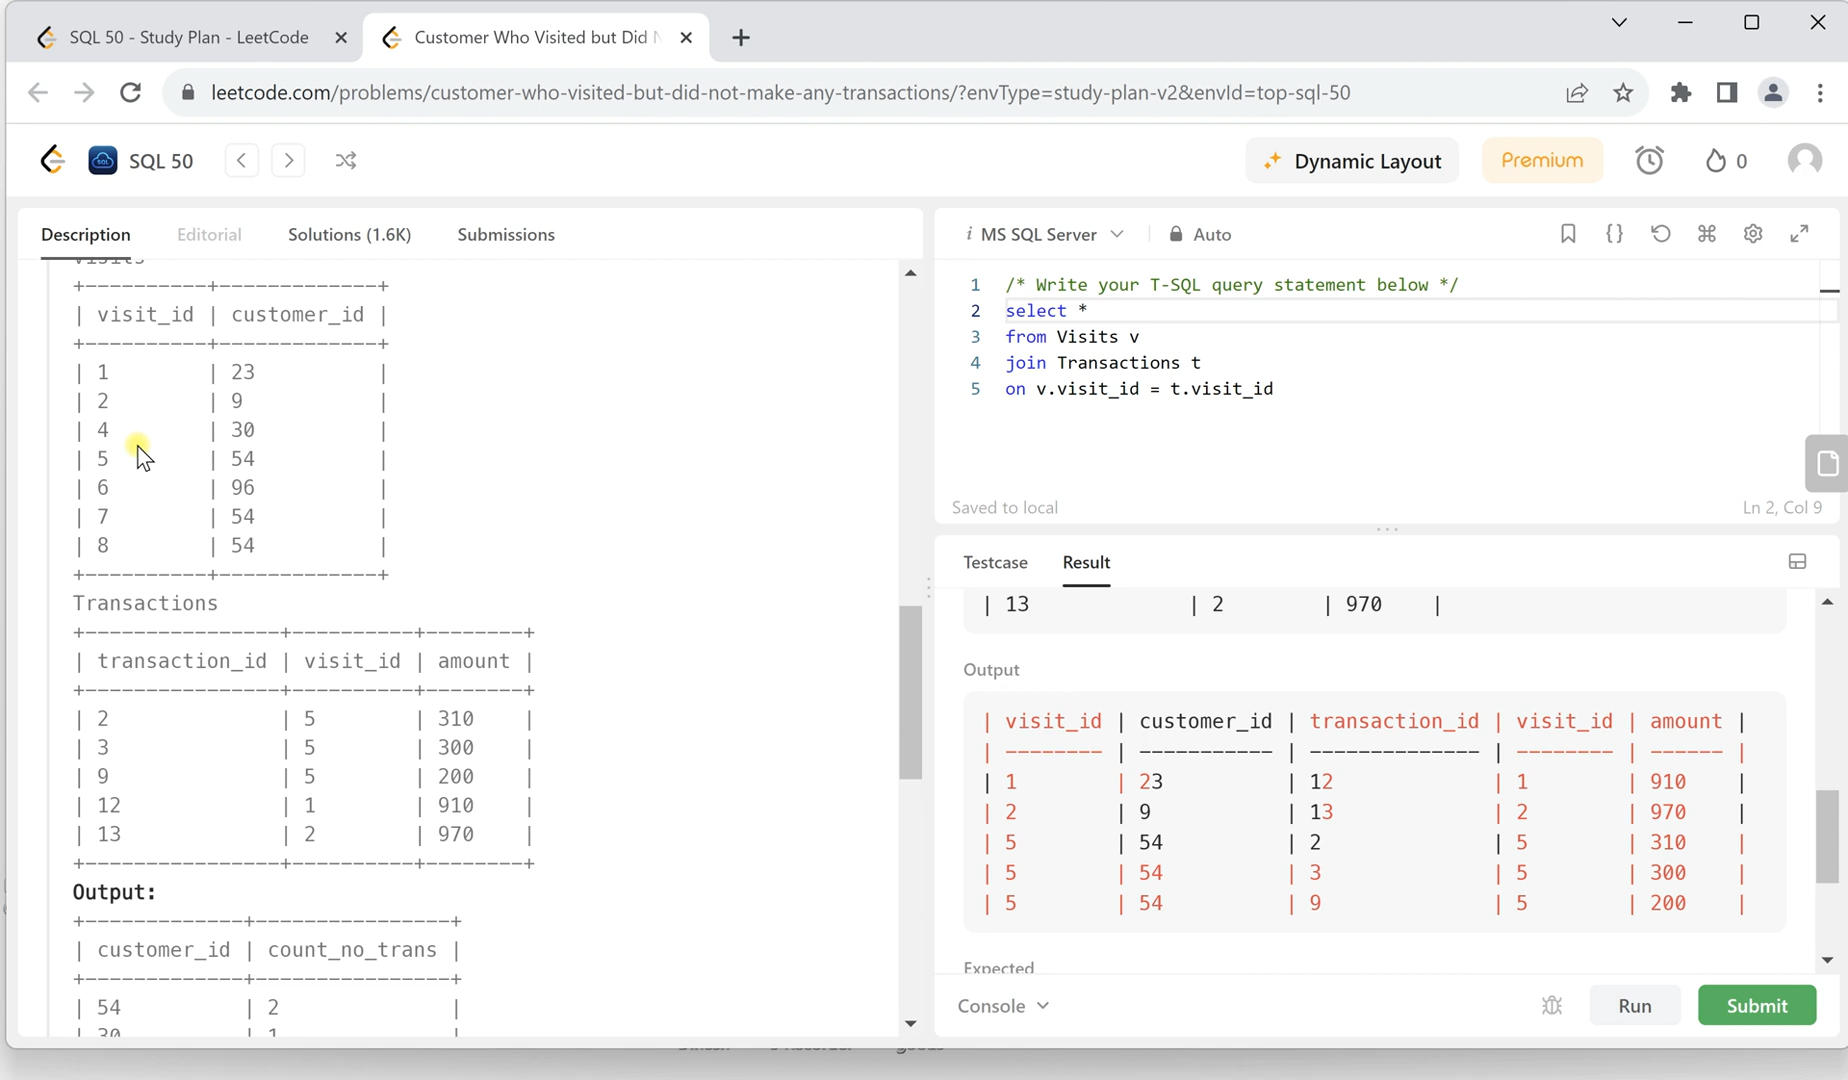 SQL 50 - Study Plan - LeetCode
Customer Who Visited but Did N
leetcode.com/problems/customer-who-visited-but-did-not-make-any-transactions/?envType=study-plan-v2&envId=top-sql-50
SQL 50
Dynamic Layout
Premium
0
Description
Editorial
Solutions (1.6K)
Submissions
Visits
+----------+-------------+
| visit_id | customer_id |
+----------+-------------+
| 1 | 23 |
| 2 | 9 |
| 4 | 30 |
| 5 | 54 |
| 6 | 96 |
| 7 | 54 |
| 8 | 54 |
+----------+-------------+
Transactions
+----------------+----------+--------+
| transaction_id | visit_id | amount |
+----------------+----------+--------+
| 2 | 5 | 310 |
| 3 | 5 | 300 |
| 9 | 5 | 200 |
| 12 | 1 | 910 |
| 13 | 2 | 970 |
+----------------+----------+--------+
Output:
+-------------+----------------+
| customer_id | count_no_trans |
+-------------+----------------+
| 54 | 2 |
| 30 | 1 |
i MS SQL Server
Auto
1 /* Write your T-SQL query statement below */
2 select *
3 from Visits v
4 join Transactions t
5 on v.visit_id = t.visit_id
Saved to local
Ln 2, Col 9
Testcase
Result
| 13 | 2 | 970 |
Output
| visit_id | customer_id | transaction_id | visit_id | amount |
| -------- | ----------- | -------------- | -------- | ------ |
| 1 | 23 | 12 | 1 | 910 |
| 2 | 9 | 13 | 2 | 970 |
| 5 | 54 | 2 | 5 | 310 |
| 5 | 54 | 3 | 5 | 300 |
| 5 | 54 | 9 | 5 | 200 |
Expected
Console
Run
Submit